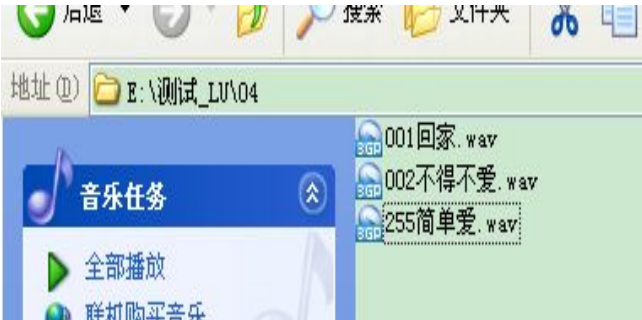 后退 搜索 文件夹
地址(D) E:\测试_LU\04
001回家.wav
002不得不爱.wav
255简单爱.wav
音乐任务
全部播放
联机购买音乐